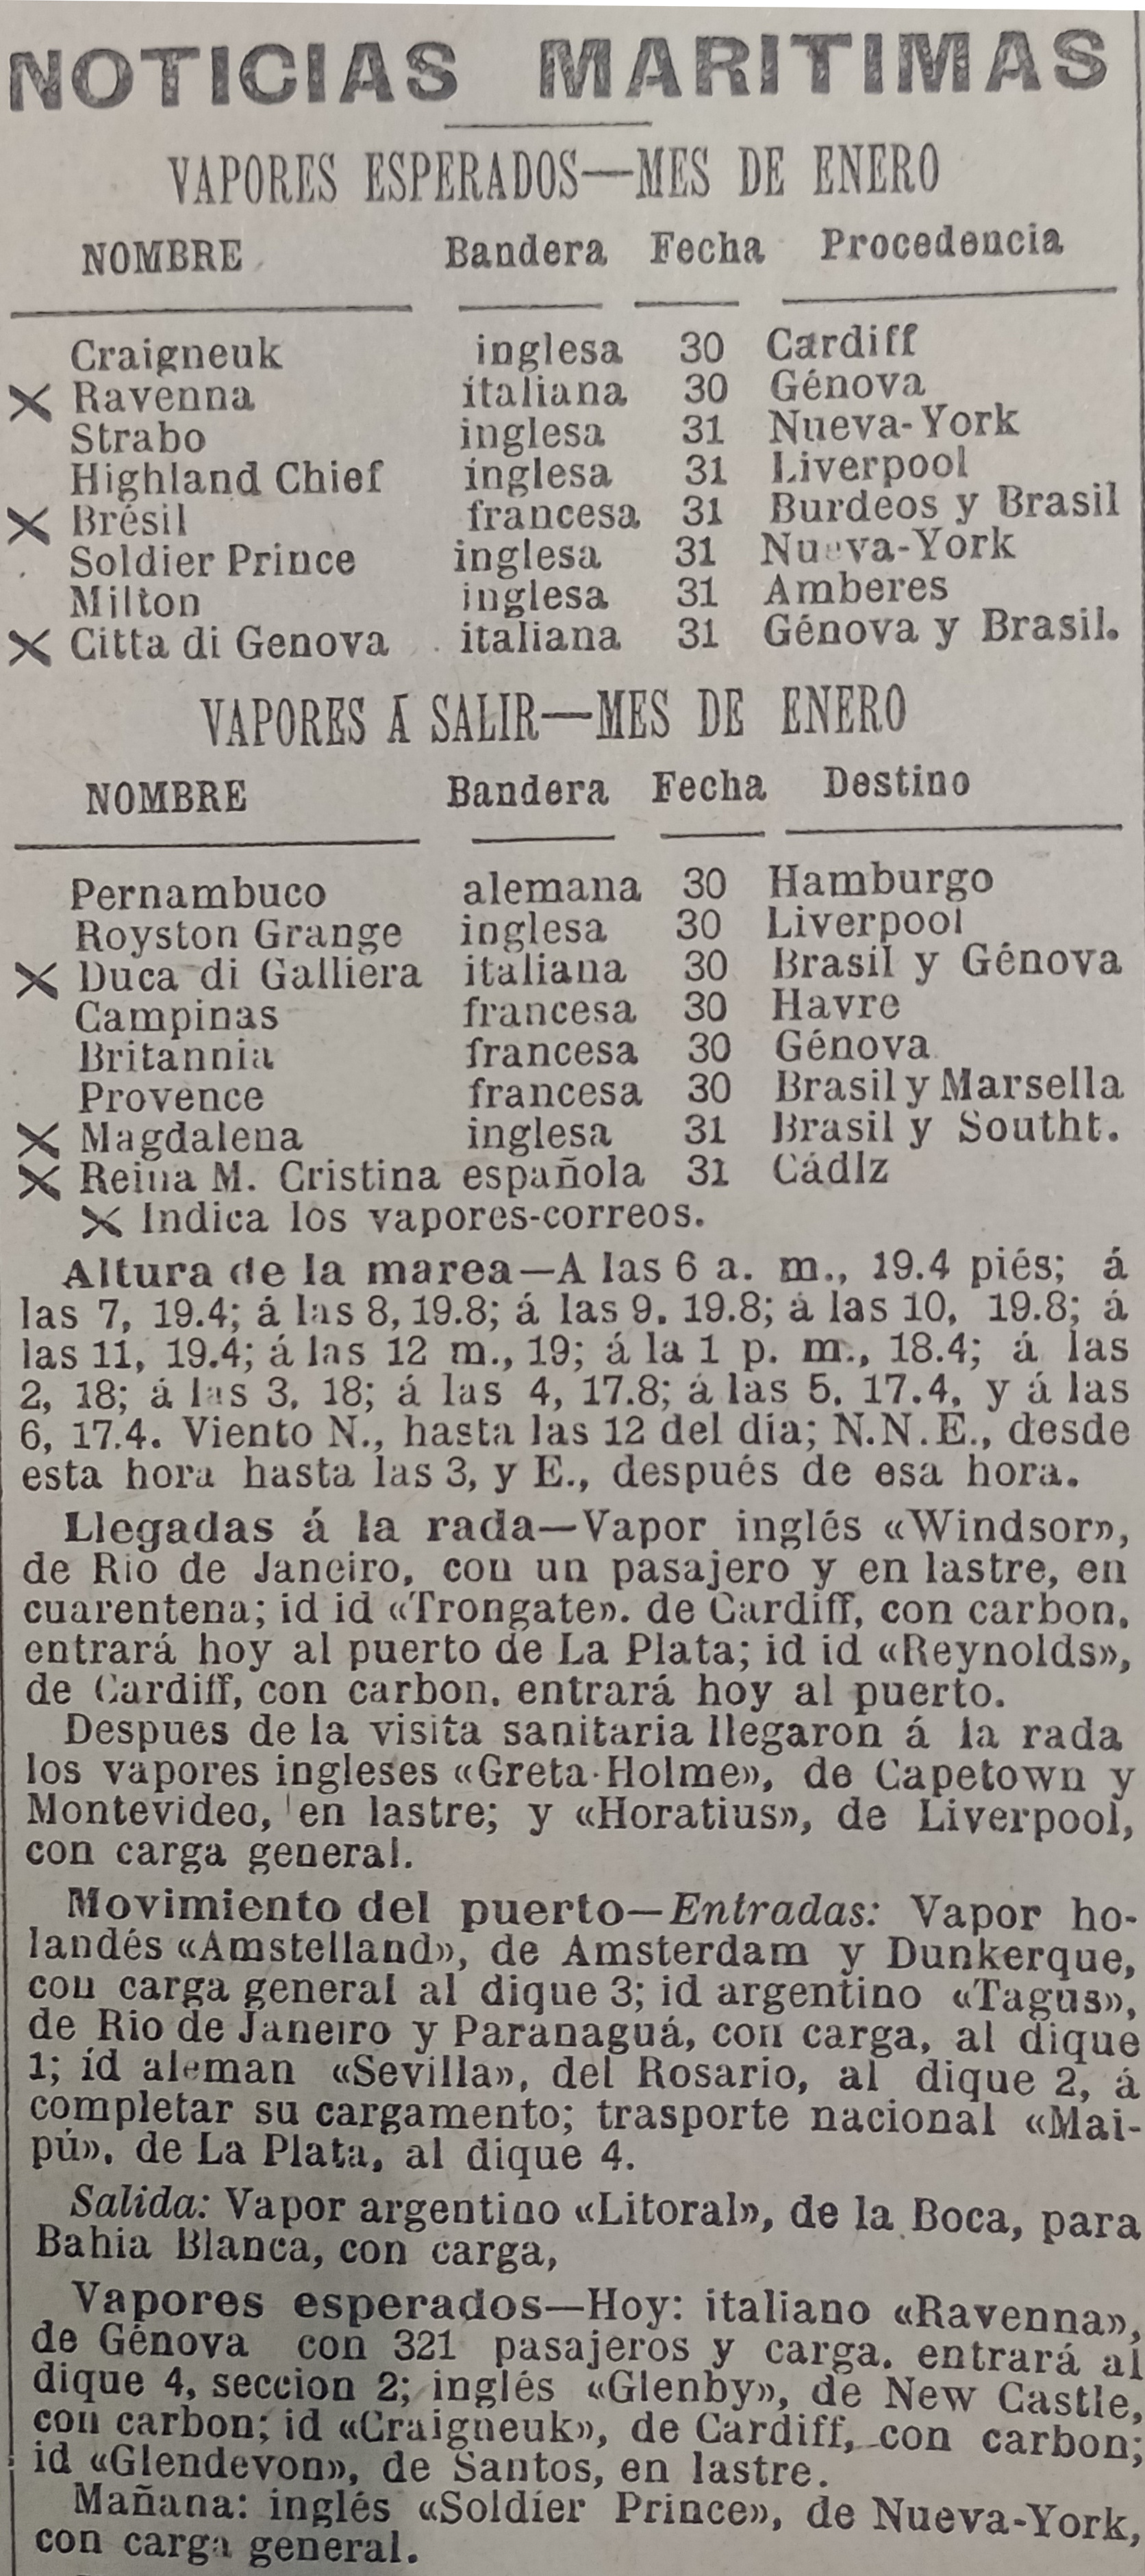 NOTICIAS MARITIMAS
VAPORES ESPERADOS—MES DE ENERO
NOMBRE Bandera Fecha Procedencia
Craigneuk inglesa 30 Cardiff
X Ravenna italiana 30 Génova
Strabo inglesa 31 Nueva-York
Highland Chief inglesa 31 Liverpool
X Brésil francesa 31 Burdeos y Brasil
Soldier Prince inglesa 31 Nueva-York
Milton inglesa 31 Amberes
X Citta di Genova italiana 31 Génova y Brasil.
VAPORES Á SALIR—MES DE ENERO
NOMBRE Bandera Fecha Destino
Pernambuco alemana 30 Hamburgo
Royston Grange inglesa 30 Liverpool
X Duca di Galliera italiana 30 Brasil y Génova
Campinas francesa 30 Havre
Britannia francesa 30 Génova
Provence francesa 30 Brasil y Marsella
X Magdalena inglesa 31 Brasil y Southt.
X Reina M. Cristina española 31 CádIz
X Indica los vapores-correos.
Altura de la marea—A las 6 a. m., 19.4 piés; á
las 7, 19.4; á las 8, 19.8; á las 9, 19.8; á las 10, 19.8; á
las 11, 19.4; á las 12 m., 19; á la 1 p. m., 18.4; á las
2, 18; á las 3, 18; á las 4, 17.8; á las 5, 17.4, y á las
6, 17.4. Viento N., hasta las 12 del dia; N.N.E., desde
esta hora hasta las 3, y E., después de esa hora.
Llegadas á la rada—Vapor inglés «Windsor»,
de Rio de Janeiro, con un pasajero y en lastre, en
cuarentena; id id «Trongate». de Cardiff, con carbon,
entrará hoy al puerto de La Plata; id id «Reynolds»,
de Cardiff, con carbon, entrará hoy al puerto.
Despues de la visita sanitaria llegaron á la rada
los vapores ingleses «Greta-Holme», de Capetown y
Montevideo, en lastre; y «Horatius», de Liverpool,
con carga general.
Movimiento del puerto—Entradas: Vapor ho-
landés «Amstelland», de Amsterdam y Dunkerque,
con carga general al dique 3; id argentino «Tagus»,
de Rio de Janeiro y Paranaguá, con carga, al dique
1; íd aleman «Sevilla», del Rosario, al dique 2, á
completar su cargamento; trasporte nacional «Mai-
pú», de La Plata, al dique 4.
Salida: Vapor argentino «Litoral», de la Boca, para
Bahia Blanca, con carga,
Vapores esperados—Hoy: italiano «Ravenna»,
de Génova con 321 pasajeros y carga. entrará al
dique 4, seccion 2; inglés «Glenby», de New Castle,
con carbon; id «Craigneuk», de Cardiff, con carbon;
id «Glendevon», de Santos, en lastre.
Mañana: inglés «Soldier Prince», de Nueva-York,
con carga general.